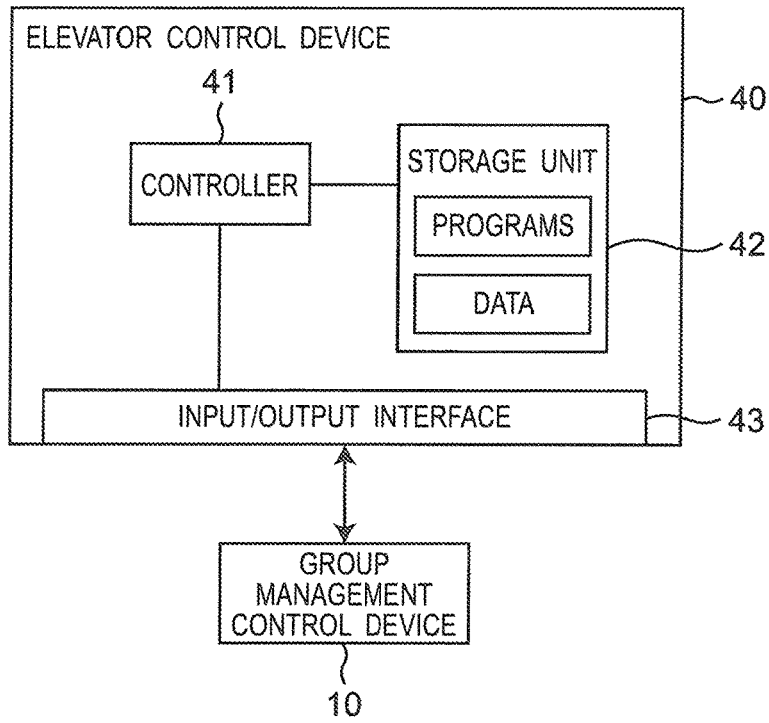 ELEVATOR CONTROL DEVICE
41
40
CONTROLLER
STORAGE UNIT
PROGRAMS
42
DATA
INPUT/OUTPUT INTERFACE
43
GROUP
MANAGEMENT
CONTROL DEVICE
10